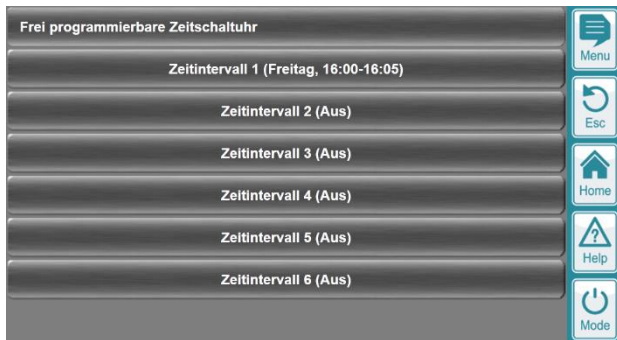 Frei programmierbare Zeitschaltuhr
Zeitintervall 1 (Freitag, 16:00-16:05)
Zeitintervall 2 (Aus)
Zeitintervall 3 (Aus)
Zeitintervall 4 (Aus)
Zeitintervall 5 (Aus)
Zeitintervall 6 (Aus)
Menu
Esc
Home
?
Help
Mode